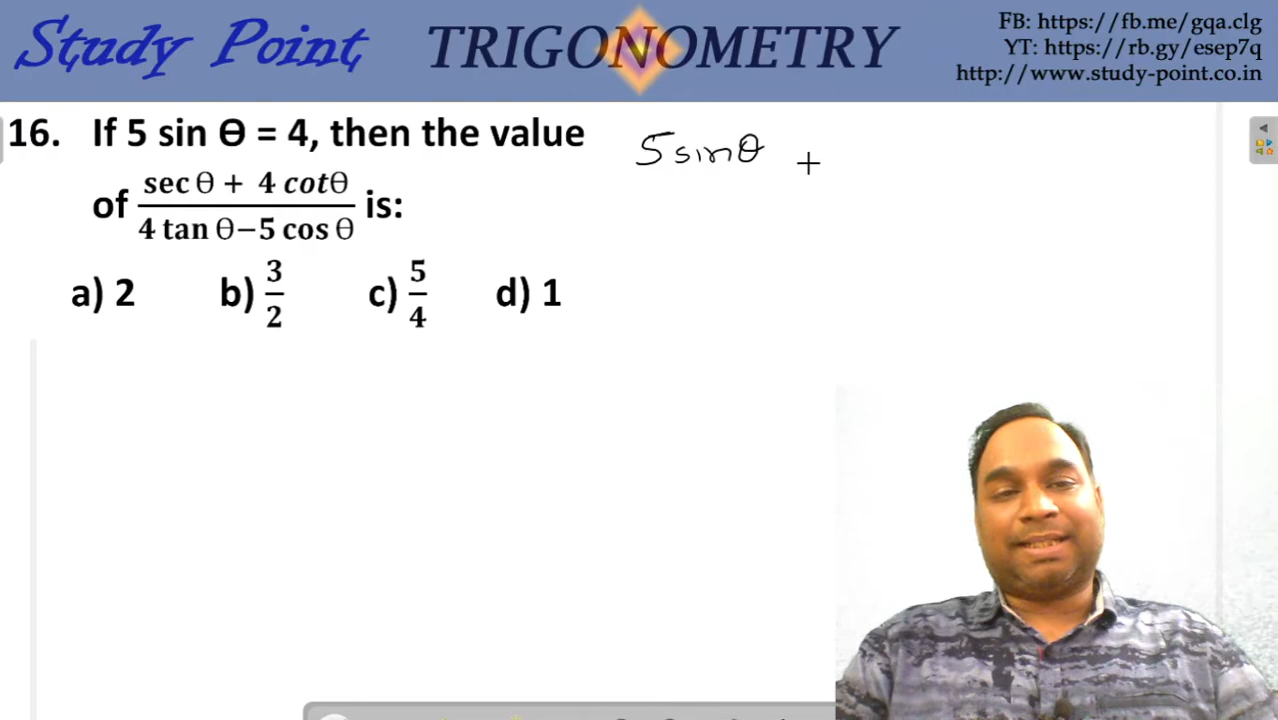 Study Point TRIGONOMETRY
FB: https://fb.me/gqa.clg
YT: https://rb.gy/esep7q
http://www.study-point.co.in
16. If 5 sin Θ = 4, then the value
5 sinθ +
of (sec Θ + 4 cotΘ)/(4 tan Θ−5 cos Θ) is:
a) 2 b) 3/2 c) 5/4 d) 1